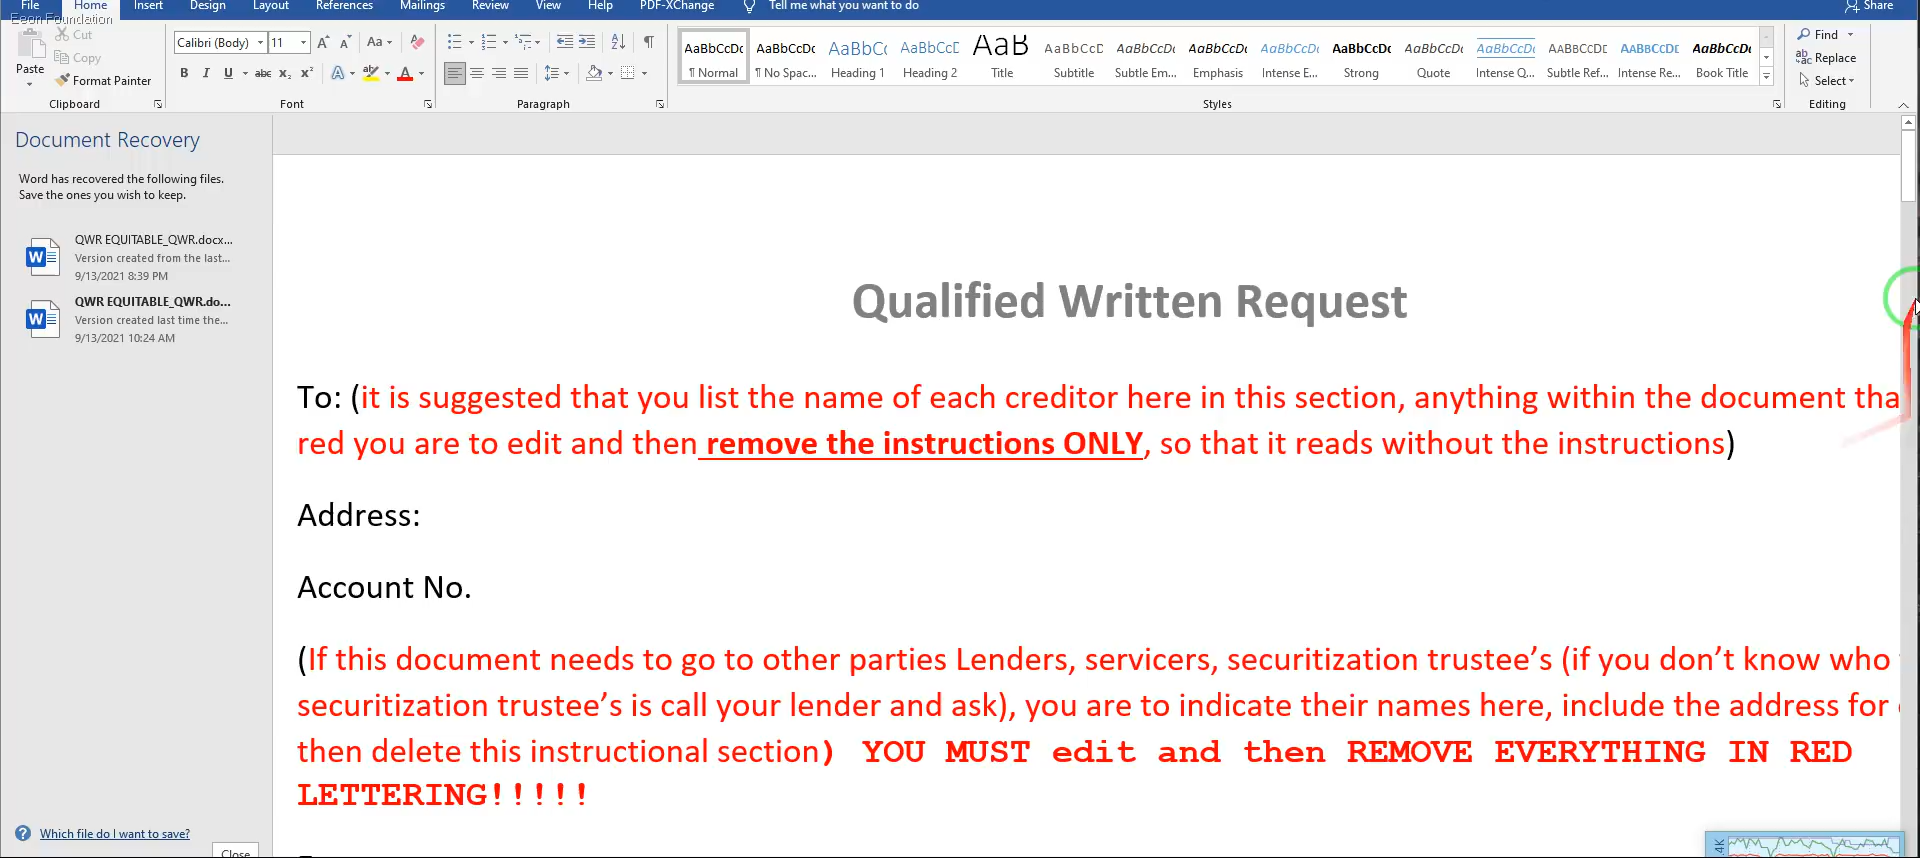 File Home Insert Design Layout References Mailings Review View Help PDF-XChange Tell me what you want to do Share
Eeon Foundation
Cut
Copy
Paste
Format Painter
Clipboard
Calibri (Body) 11
Font
Paragraph
AaBbCcDc AaBbCcDc AaBbCc AaBbCcD AaB AaBbCcD AaBbCcDc AaBbCcDc AaBbCcDc AaBbCcDc AaBbCcDc AaBbCcDc AABBCCDD AABBCCDD AaBbCcDc
¶ Normal ¶ No Spac... Heading 1 Heading 2 Title Subtitle Subtle Em... Emphasis Intense E... Strong Quote Intense Q... Subtle Ref... Intense Re... Book Title
Styles
Find
Replace
Select
Editing
Document Recovery
Word has recovered the following files.
Save the ones you wish to keep.
QWR EQUITABLE_QWR.docx...
Version created from the last...
9/13/2021 8:39 PM
QWR EQUITABLE_QWR.do...
Version created last time the...
9/13/2021 10:24 AM
Which file do I want to save?
Close
Qualified Written Request
To: (it is suggested that you list the name of each creditor here in this section, anything within the document tha
red you are to edit and then remove the instructions ONLY, so that it reads without the instructions)
Address:
Account No.
(If this document needs to go to other parties Lenders, servicers, securitization trustee’s (if you don’t know who
securitization trustee’s is call your lender and ask), you are to indicate their names here, include the address for
then delete this instructional section) YOU MUST edit and then REMOVE EVERYTHING IN RED
LETTERING!!!!!